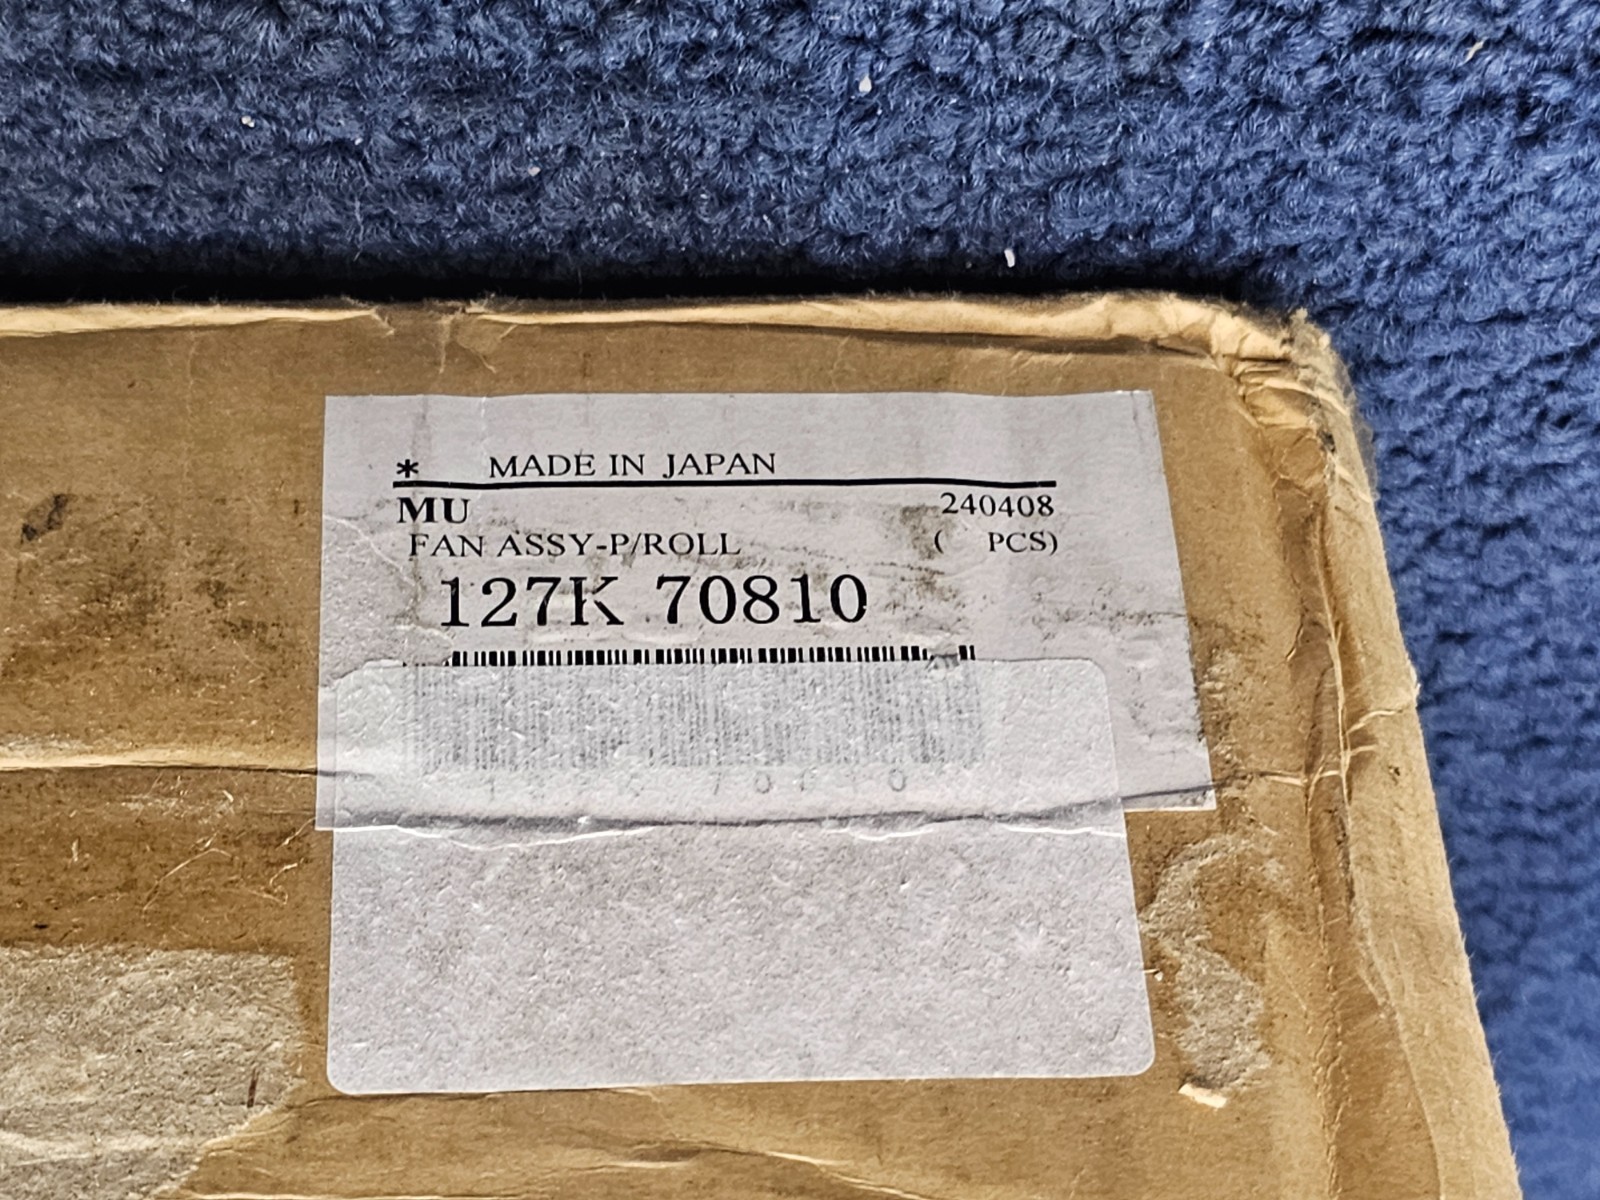 * MADE IN JAPAN
MU 240408
FAN ASSY-P/ROLL ( PCS)
127K 70810